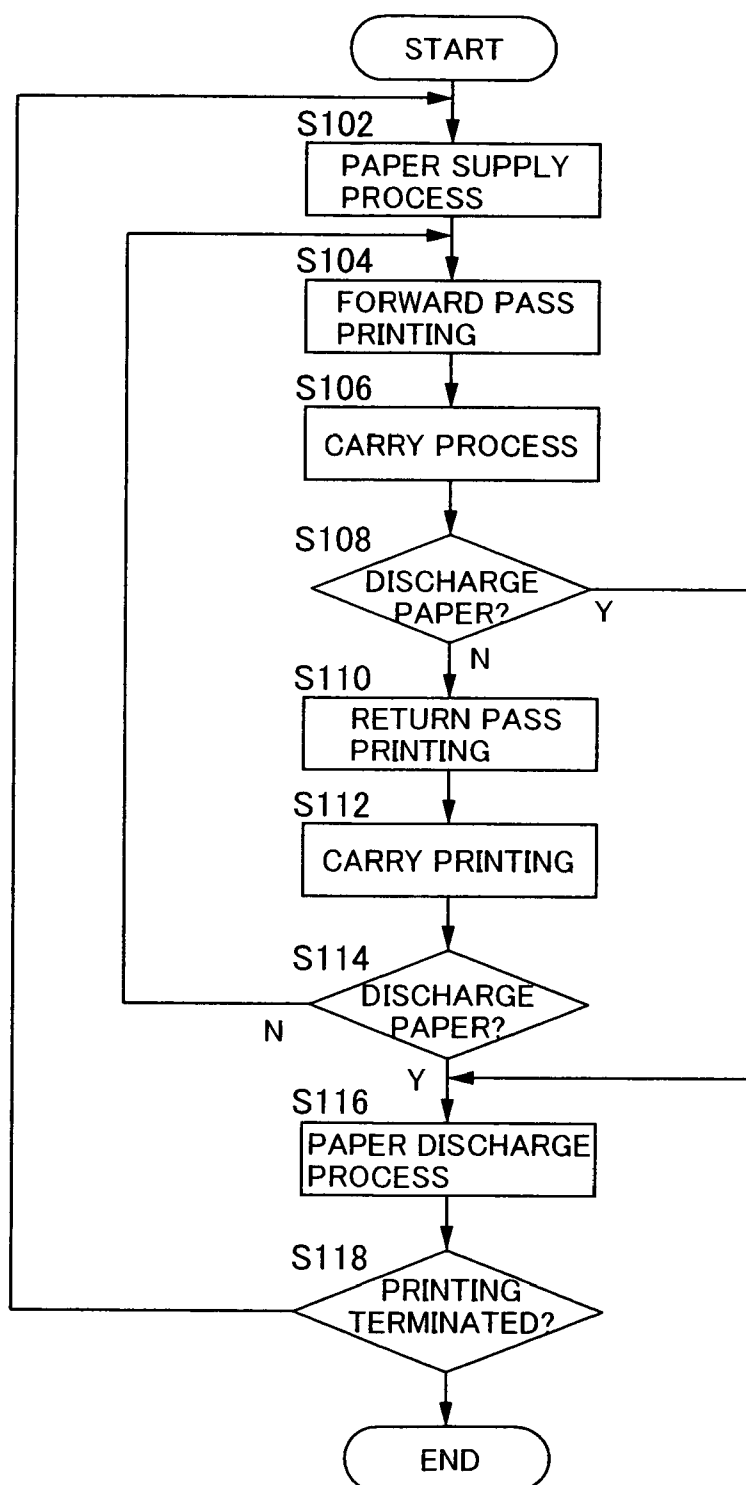 START
S102
PAPER SUPPLY
PROCESS
S104
FORWARD PASS
PRINTING
S106
CARRY PROCESS
S108
DISCHARGE
PAPER?
Y
N
S110
RETURN PASS
PRINTING
S112
CARRY PRINTING
S114
DISCHARGE
PAPER?
N
Y
S116
PAPER DISCHARGE
PROCESS
S118
PRINTING
TERMINATED?
END